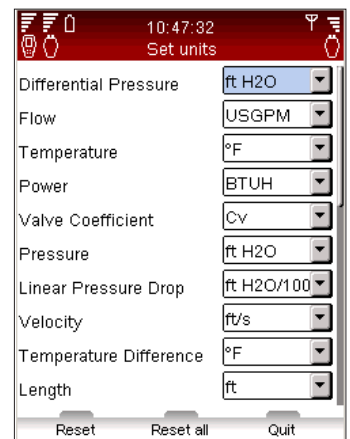 10:47:32
Set units
Differential Pressure ft H2O
Flow USGPM
Temperature °F
Power BTUH
Valve Coefficient Cv
Pressure ft H2O
Linear Pressure Drop ft H2O/100
Velocity ft/s
Temperature Difference °F
Length ft
Reset Reset all Quit